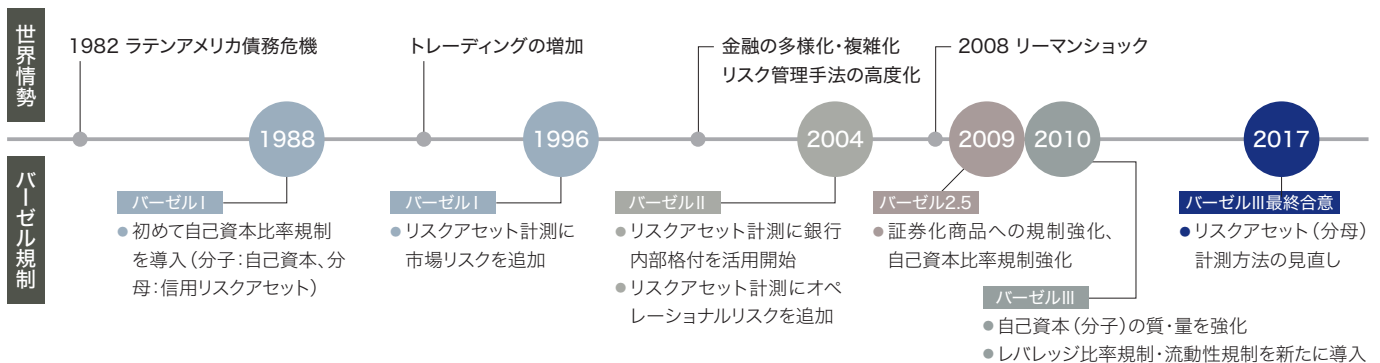 世界情勢
1982 ラテンアメリカ債務危機
トレーディングの増加
金融の多様化・複雑化
リスク管理手法の高度化
2008 リーマンショック
1988
1996
2004
2009
2010
2017
バーゼル規制
バーゼルⅠ
●初めて自己資本比率規制
を導入（分子：自己資本、分
母：信用リスクアセット）
バーゼルⅠ
●リスクアセット計測に
市場リスクを追加
バーゼルⅡ
●リスクアセット計測に銀行
内部格付を活用開始
●リスクアセット計測にオペ
レーショナルリスクを追加
バーゼル2.5
●証券化商品への規制強化、
自己資本比率規制強化
バーゼルⅢ
●自己資本（分子）の質・量を強化
●レバレッジ比率規制・流動性規制を新たに導入
バーゼルⅢ最終合意
●リスクアセット（分母）
計測方法の見直し